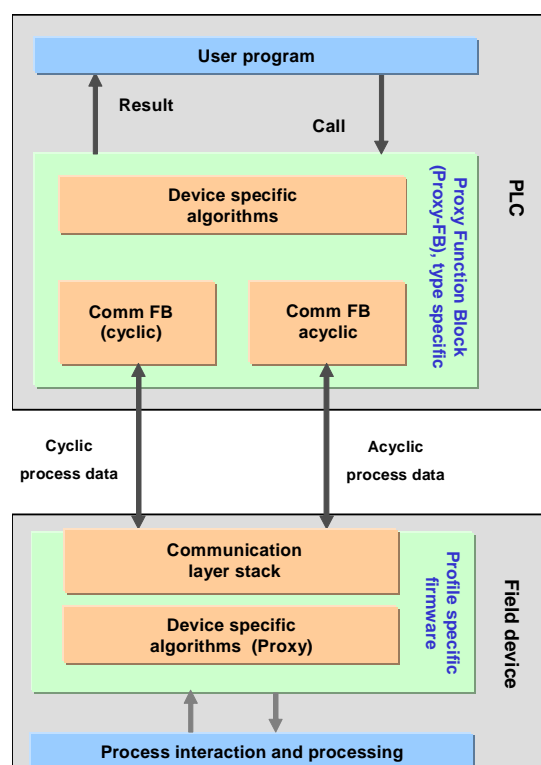 User program
Result
Call
Device specific
algorithms
Proxy Function Block
(Proxy-FB), type
specific
PLC
Comm FB
(cyclic)
Comm FB
acyclic
Cyclic
process data
Acyclic
process data
Communication
layer stack
Device specific
algorithms (Proxy)
Profile specific
firmware
Field device
Process interaction and processing